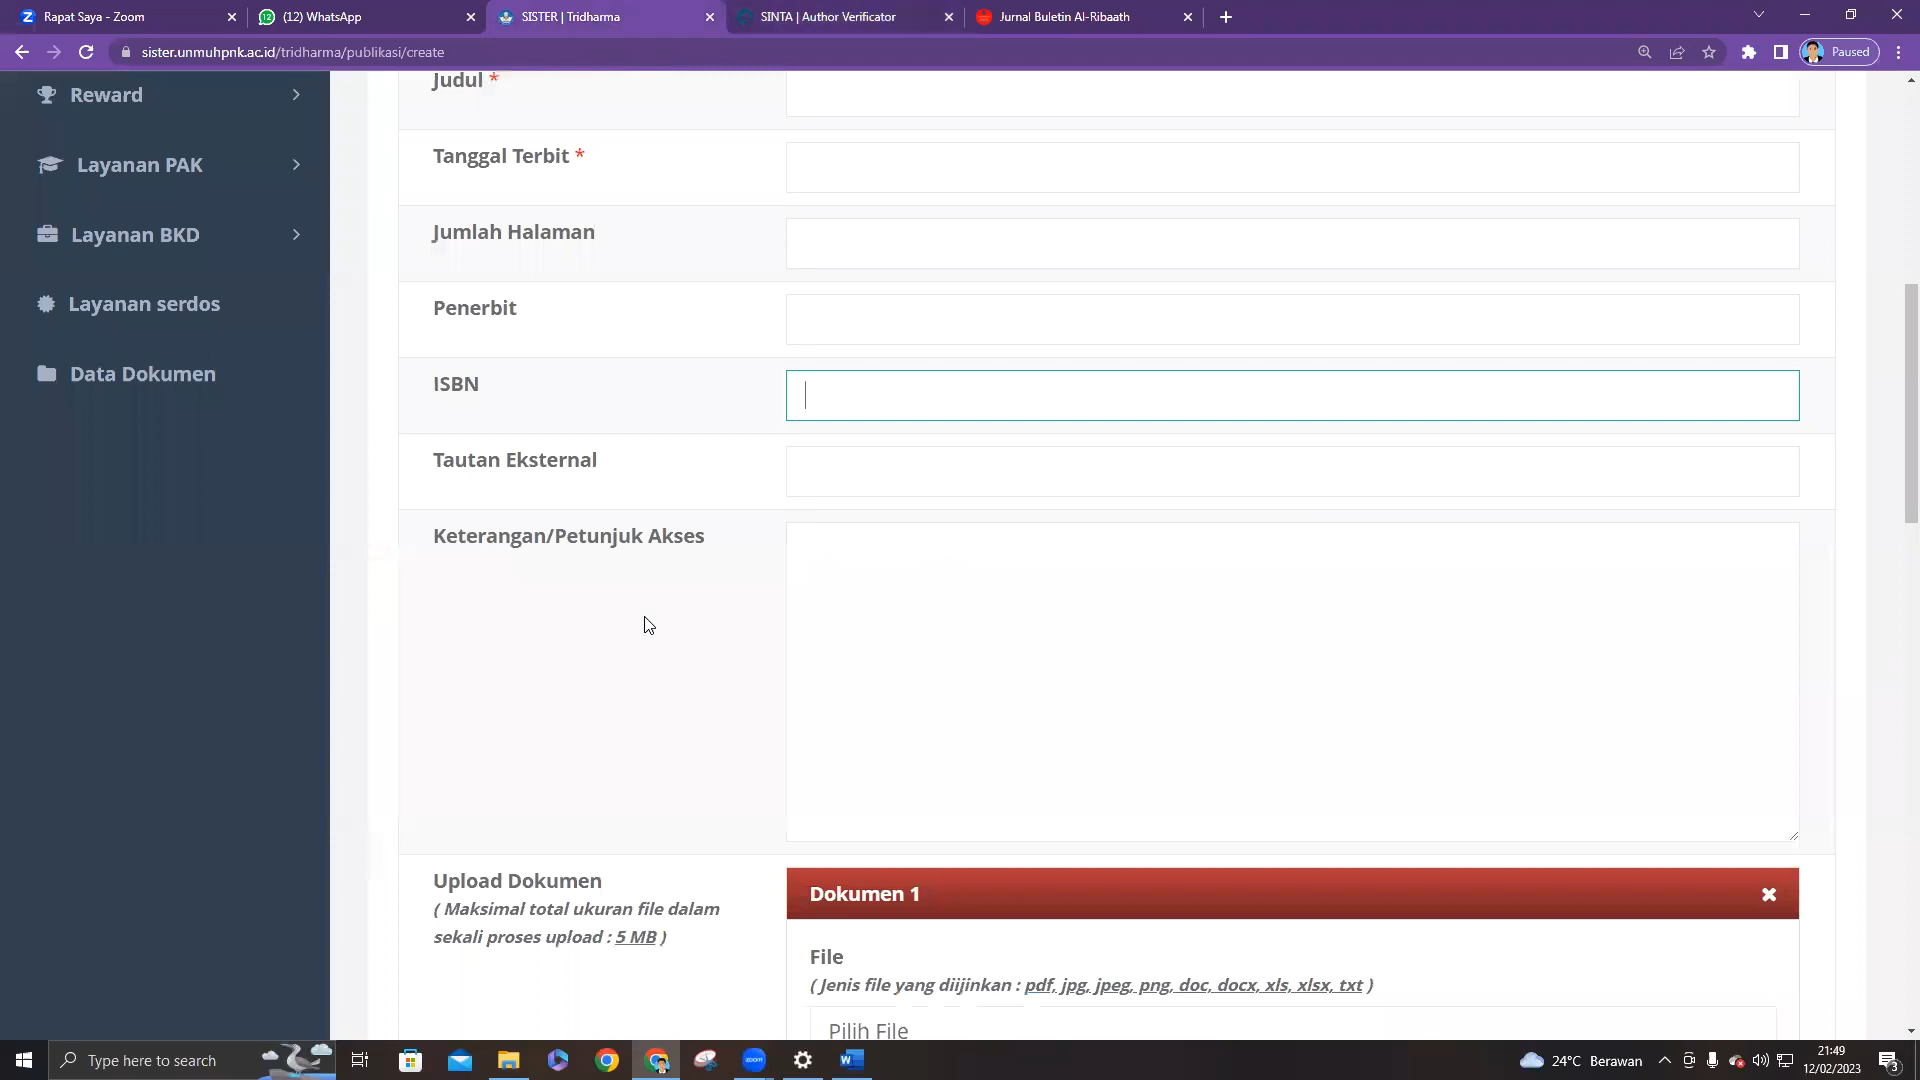 Rapat Saya - Zoom
(12) WhatsApp
SISTER | Tridharma
SINTA | Author Verificator
Jurnal Buletin Al-Ribaath
sister.unmuhpnk.ac.id/tridharma/publikasi/create
Paused
Reward
Layanan PAK
Layanan BKD
Layanan serdos
Data Dokumen
Judul *
Tanggal Terbit *
Jumlah Halaman
Penerbit
ISBN
Tautan Eksternal
Keterangan/Petunjuk Akses
Upload Dokumen
( Maksimal total ukuran file dalam
sekali proses upload : 5 MB )
Dokumen 1
File
( Jenis file yang diijinkan : pdf, jpg, jpeg, png, doc, docx, xls, xlsx, txt )
Pilih File
Type here to search
zoom
24°C Berawan
21:49
12/02/2023
3